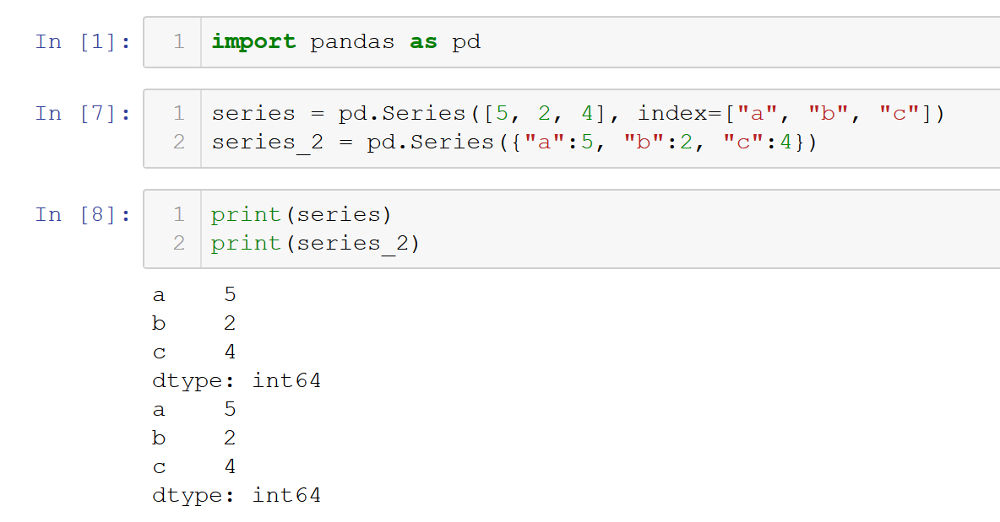 In [1]: 1 import pandas as pd
In [7]: 1 series = pd.Series([5, 2, 4], index=["a", "b", "c"])
2 series_2 = pd.Series({"a":5, "b":2, "c":4})
In [8]: 1 print(series)
2 print(series_2)
a 5
b 2
c 4
dtype: int64
a 5
b 2
c 4
dtype: int64